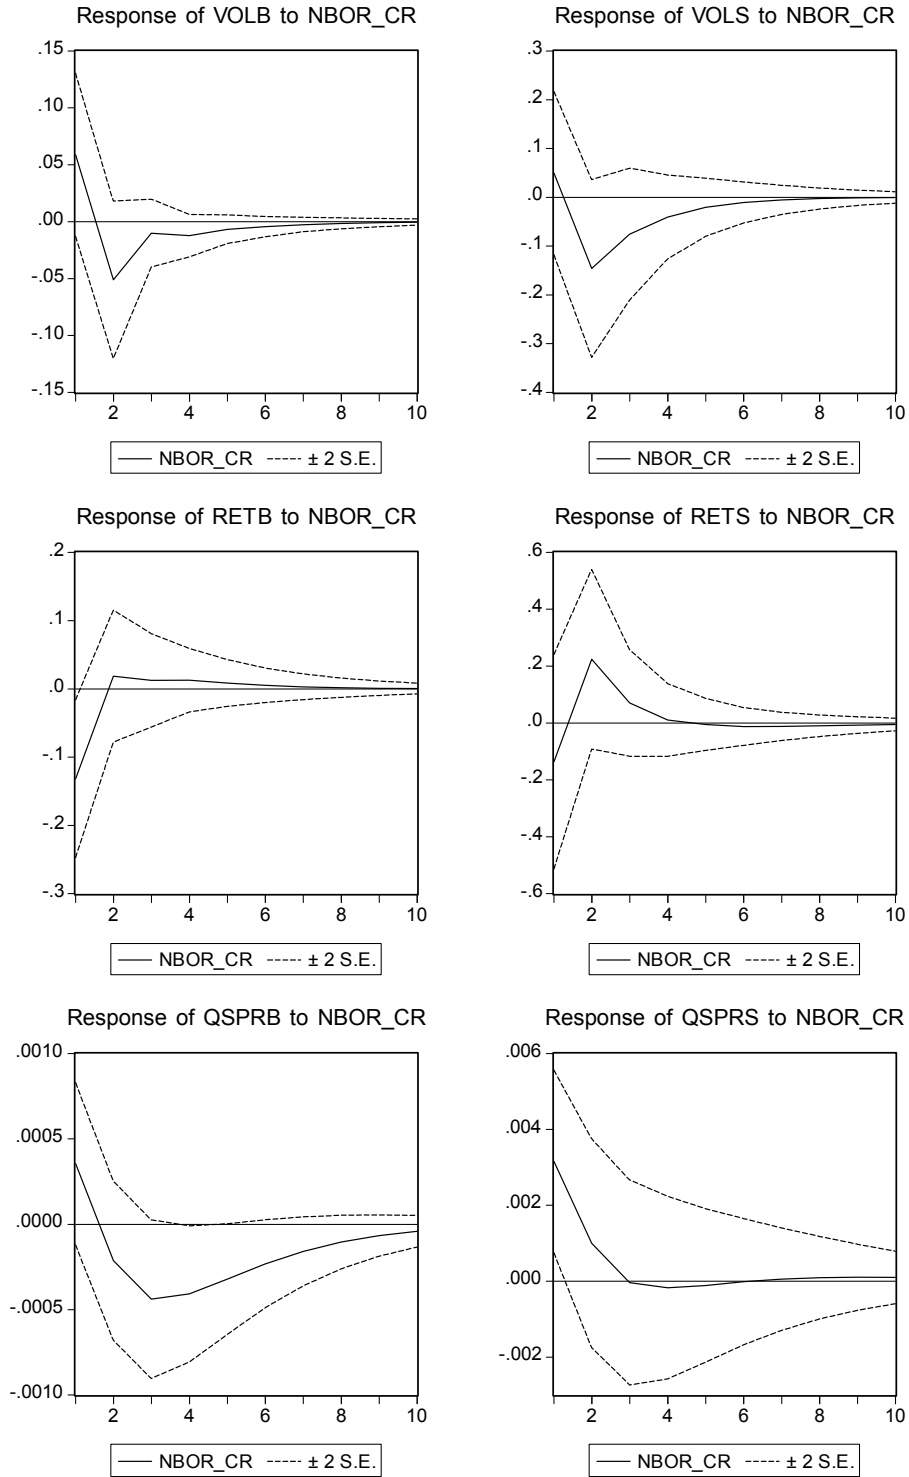 Response of VOLB to NBOR_CR
.15
.10
.05
.00
-.05
-.10
-.15
2 4 6 8 10
NBOR_CR ± 2 S.E.
Response of VOLS to NBOR_CR
.3
.2
.1
.0
-.1
-.2
-.3
-.4
2 4 6 8 10
NBOR_CR ± 2 S.E.
Response of RETB to NBOR_CR
.2
.1
.0
-.1
-.2
-.3
2 4 6 8 10
NBOR_CR ± 2 S.E.
Response of RETS to NBOR_CR
.6
.4
.2
.0
-.2
-.4
-.6
2 4 6 8 10
NBOR_CR ± 2 S.E.
Response of QSPRB to NBOR_CR
.0010
.0005
.0000
-.0005
-.0010
2 4 6 8 10
NBOR_CR ± 2 S.E.
Response of QSPRS to NBOR_CR
.006
.004
.002
.000
-.002
2 4 6 8 10
NBOR_CR ± 2 S.E.